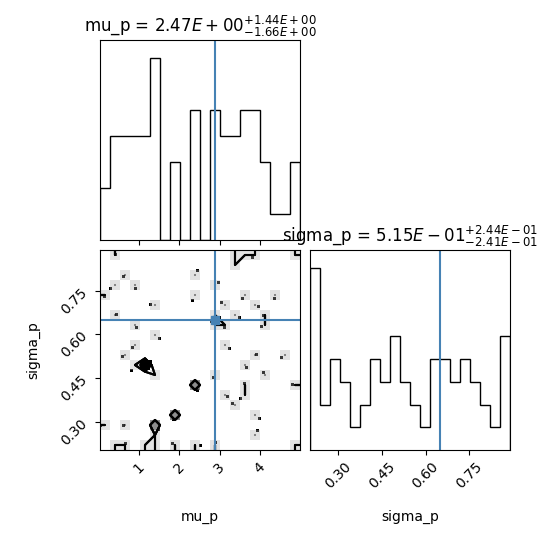 mu_p = 2.47E + 00 +1.44E+00 −1.66E+00
sigma_p = 5.15E − 01 +2.44E−01 −2.41E−01
sigma_p
0.75
0.60
0.45
0.30
1 2 3 4
0.30 0.45 0.60 0.75
mu_p
sigma_p